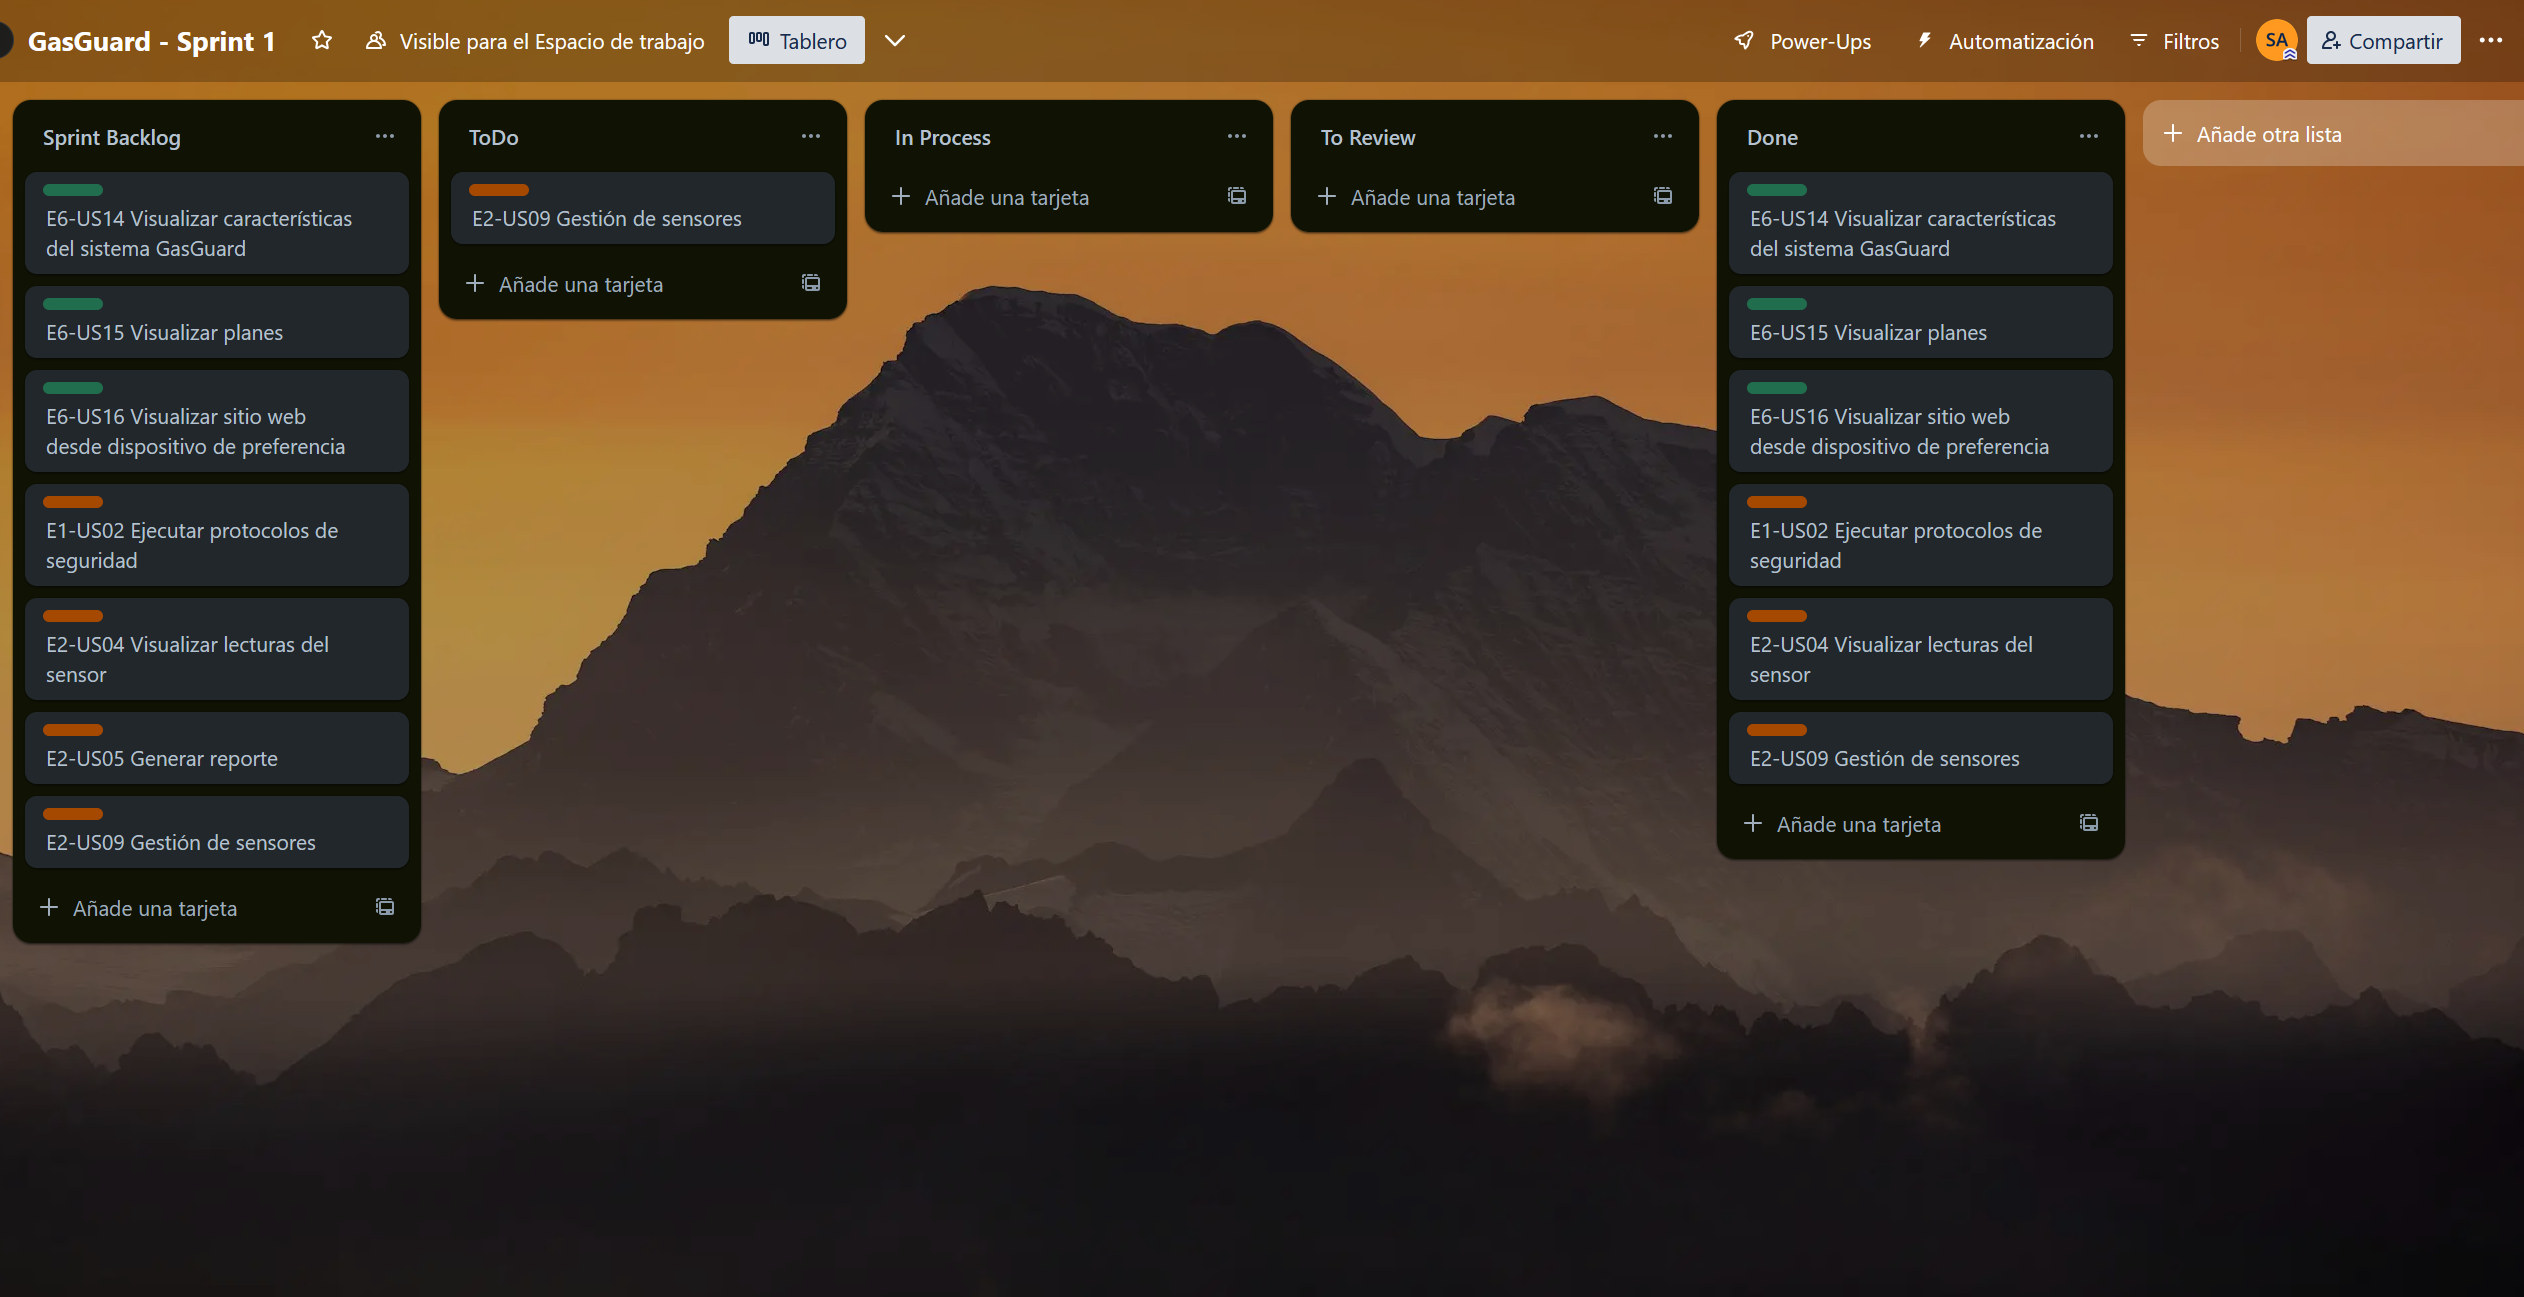 GasGuard - Sprint 1
Visible para el Espacio de trabajo
Tablero
Power-Ups
Automatización
Filtros
SA
Compartir
Sprint Backlog
E6-US14 Visualizar características
del sistema GasGuard
E6-US15 Visualizar planes
E6-US16 Visualizar sitio web
desde dispositivo de preferencia
E1-US02 Ejecutar protocolos de
seguridad
E2-US04 Visualizar lecturas del
sensor
E2-US05 Generar reporte
E2-US09 Gestión de sensores
Añade una tarjeta
ToDo
E2-US09 Gestión de sensores
Añade una tarjeta
In Process
Añade una tarjeta
To Review
Añade una tarjeta
Done
E6-US14 Visualizar características
del sistema GasGuard
E6-US15 Visualizar planes
E6-US16 Visualizar sitio web
desde dispositivo de preferencia
E1-US02 Ejecutar protocolos de
seguridad
E2-US04 Visualizar lecturas del
sensor
E2-US09 Gestión de sensores
Añade una tarjeta
Añade otra lista